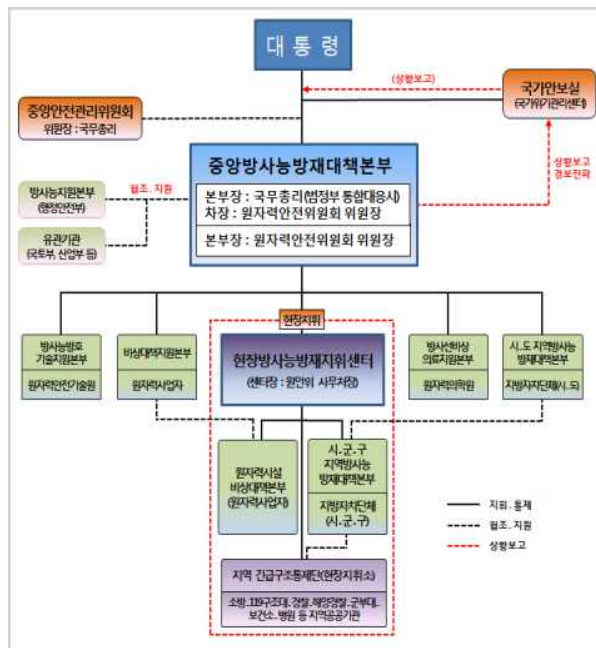 대 통 령
(상황보고)
국가안보실
(국가위기관리센터)
중앙안전관리위원회
위원장 : 국무총리
상황보고
경보전파
중앙방사능방재대책본부
본부장 : 국무총리(범정부 통합대응시)
차장 : 원자력안전위원회 위원장
본부장 : 원자력안전위원회 위원장
협조.지원
방사능지원본부
(행정안전부)
유관기관
(국토부, 산업부 등)
현장지휘
방사능방호
기술지원본부
원자력안전기술원
비상대책지원본부
원자력사업자
현장방사능방재지휘센터
(센터장 : 원안위 사무처장)
방사선비상
의료지원본부
원자력의학원
시.도 지역방사능
방재대책본부
지방자치단체(시.도)
원자력시설
비상대책본부
(원자력사업자)
시.군.구
지역방사능
방재대책본부
지방자치단체
(시.군.구)
지휘.통제
협조.지원
상황보고
지역 긴급구조통제단(현장지휘소)
소방.119구조대.경찰.해양경찰.군부대.
보건소.병원 등 지역공공기관